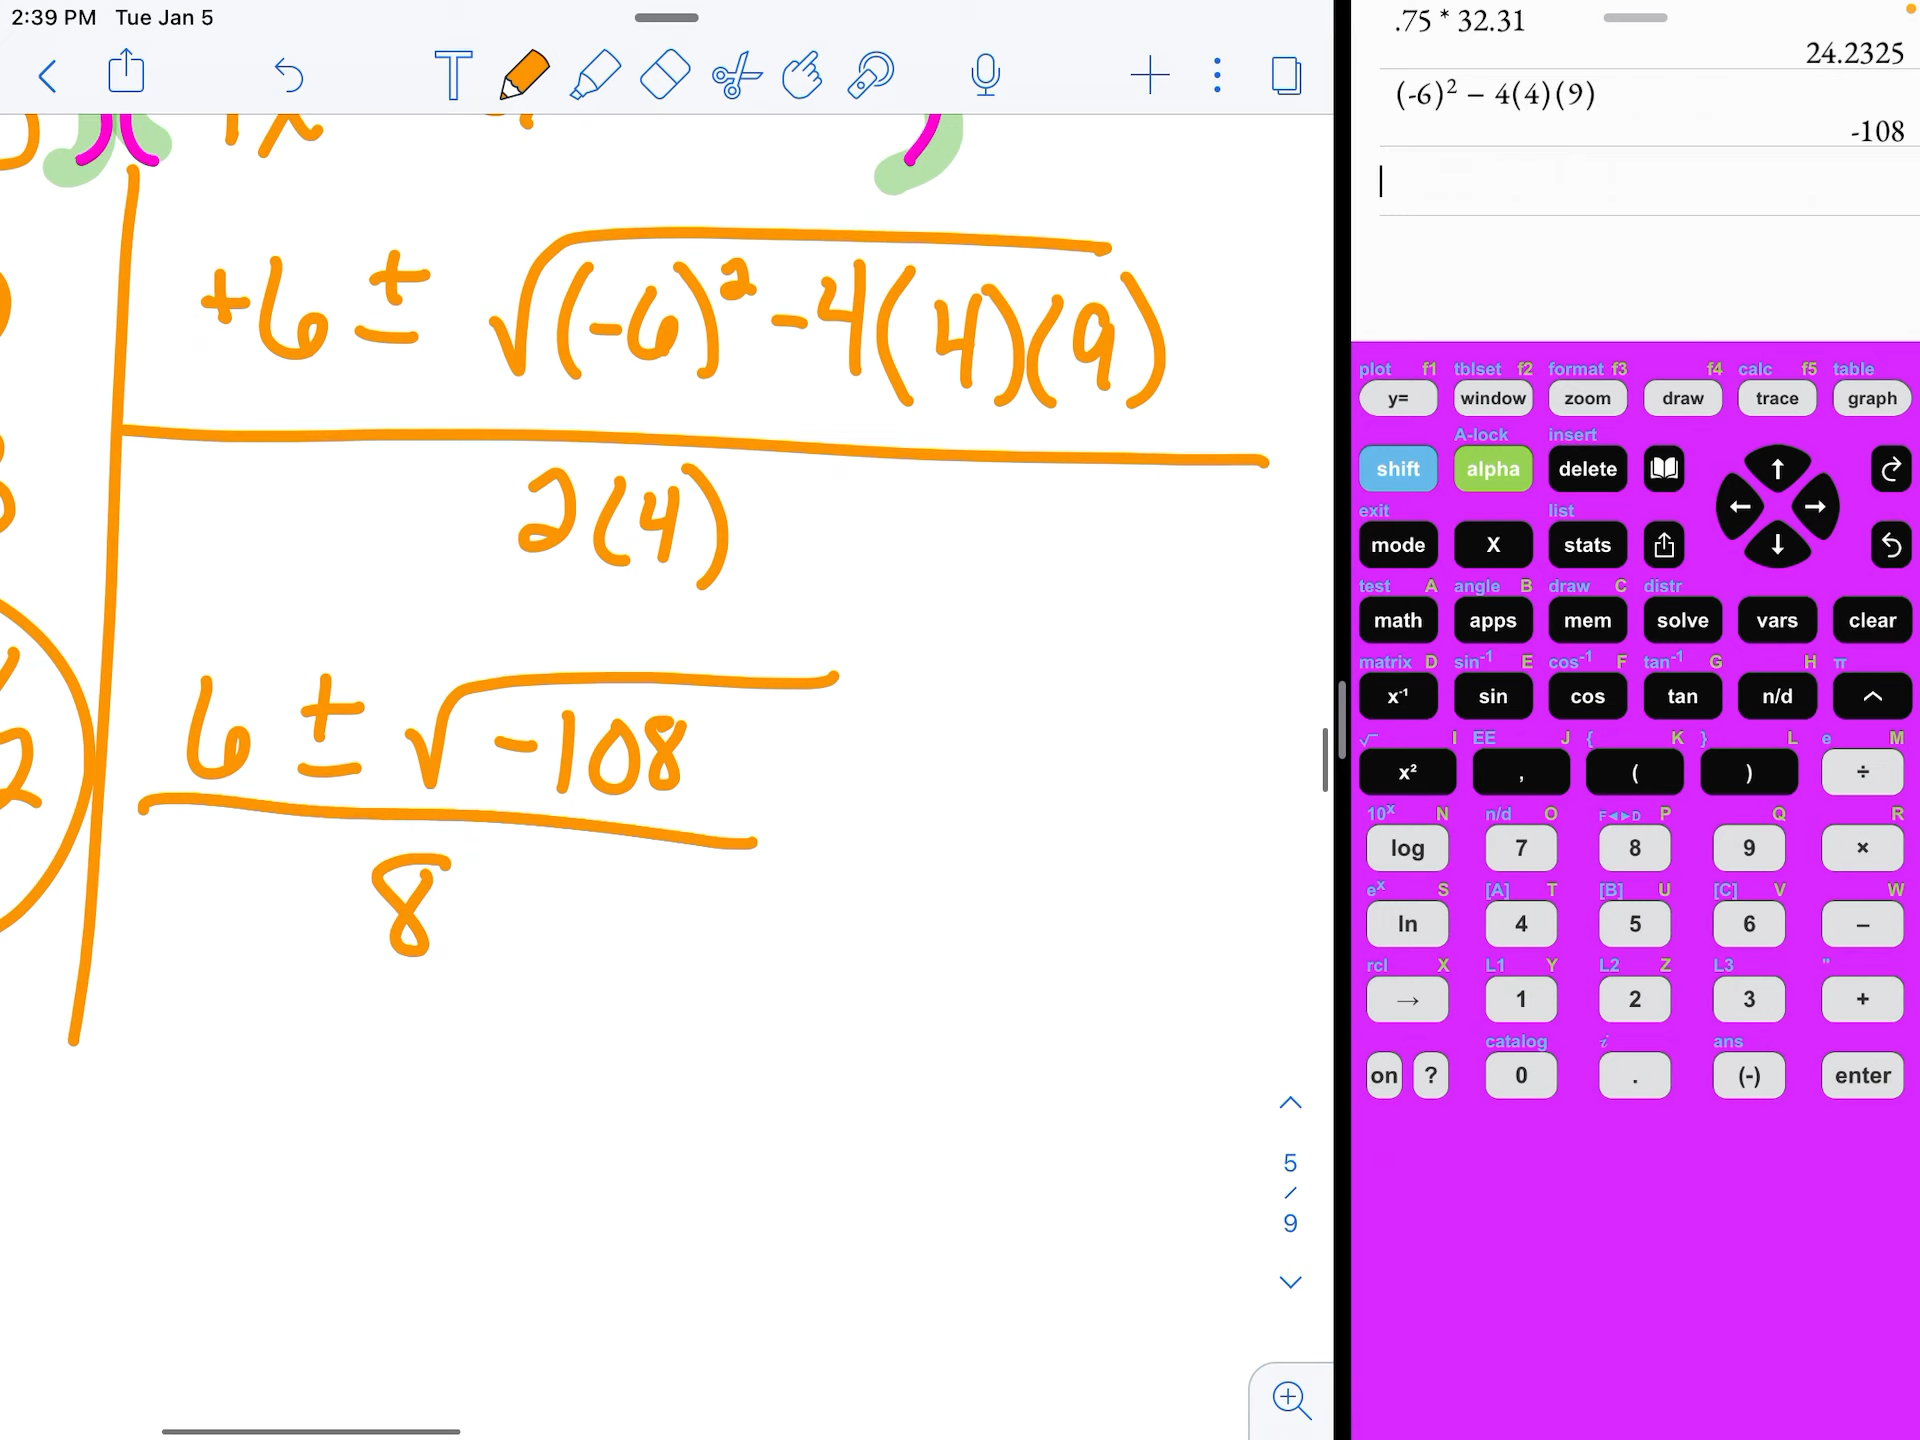 2:39 PM Tue Jan 5
T
+6 ± √(-6)² -4(4)(9)
2(4)
6 ± √-108
8
2
5
/
9
.75 * 32.31
24.2325
(-6)² − 4(4)(9)
-108
plot f1 tblset f2 format f3 f4 calc f5 table
y= window zoom draw trace graph
A-lock insert
shift alpha delete
exit list
mode X stats
test A angle B draw C distr
math apps mem solve vars clear
matrix D sin⁻¹ E cos⁻¹ F tan⁻¹ G H π
x⁻¹ sin cos tan n/d ^
√‾ I EE J { K } L e M
x² , ( ) ÷
10ˣ N n/d O F◄►D P Q R
log 7 8 9 ×
eˣ S [A] T [B] U [C] V W
ln 4 5 6 −
rcl X L1 Y L2 Z L3 "
→ 1 2 3 +
catalog i ans
on ? 0 . (-) enter